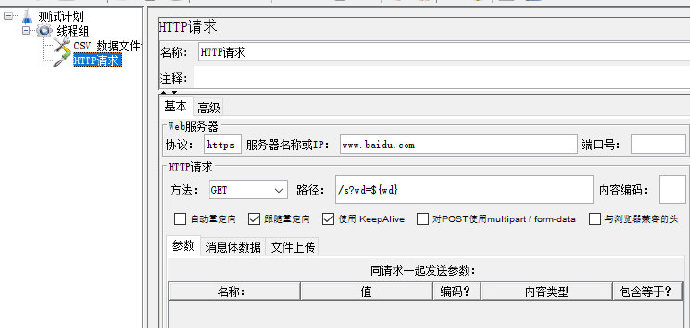 测试计划
线程组
CSV 数据文件
HTTP请求
HTTP请求
名称： HTTP请求
注释：
基本 高级
Web服务器
协议： https 服务器名称或IP： www.baidu.com 端口号：
HTTP请求
方法： GET 路径： /s?vd=${wd} 内容编码：
自动重定向 跟随重定向 使用 KeepAlive 对POST使用multipart / form-data 与浏览器兼容的头
参数 消息体数据 文件上传
同请求一起发送参数：
名称： 值 编码？ 内容类型 包含等于？